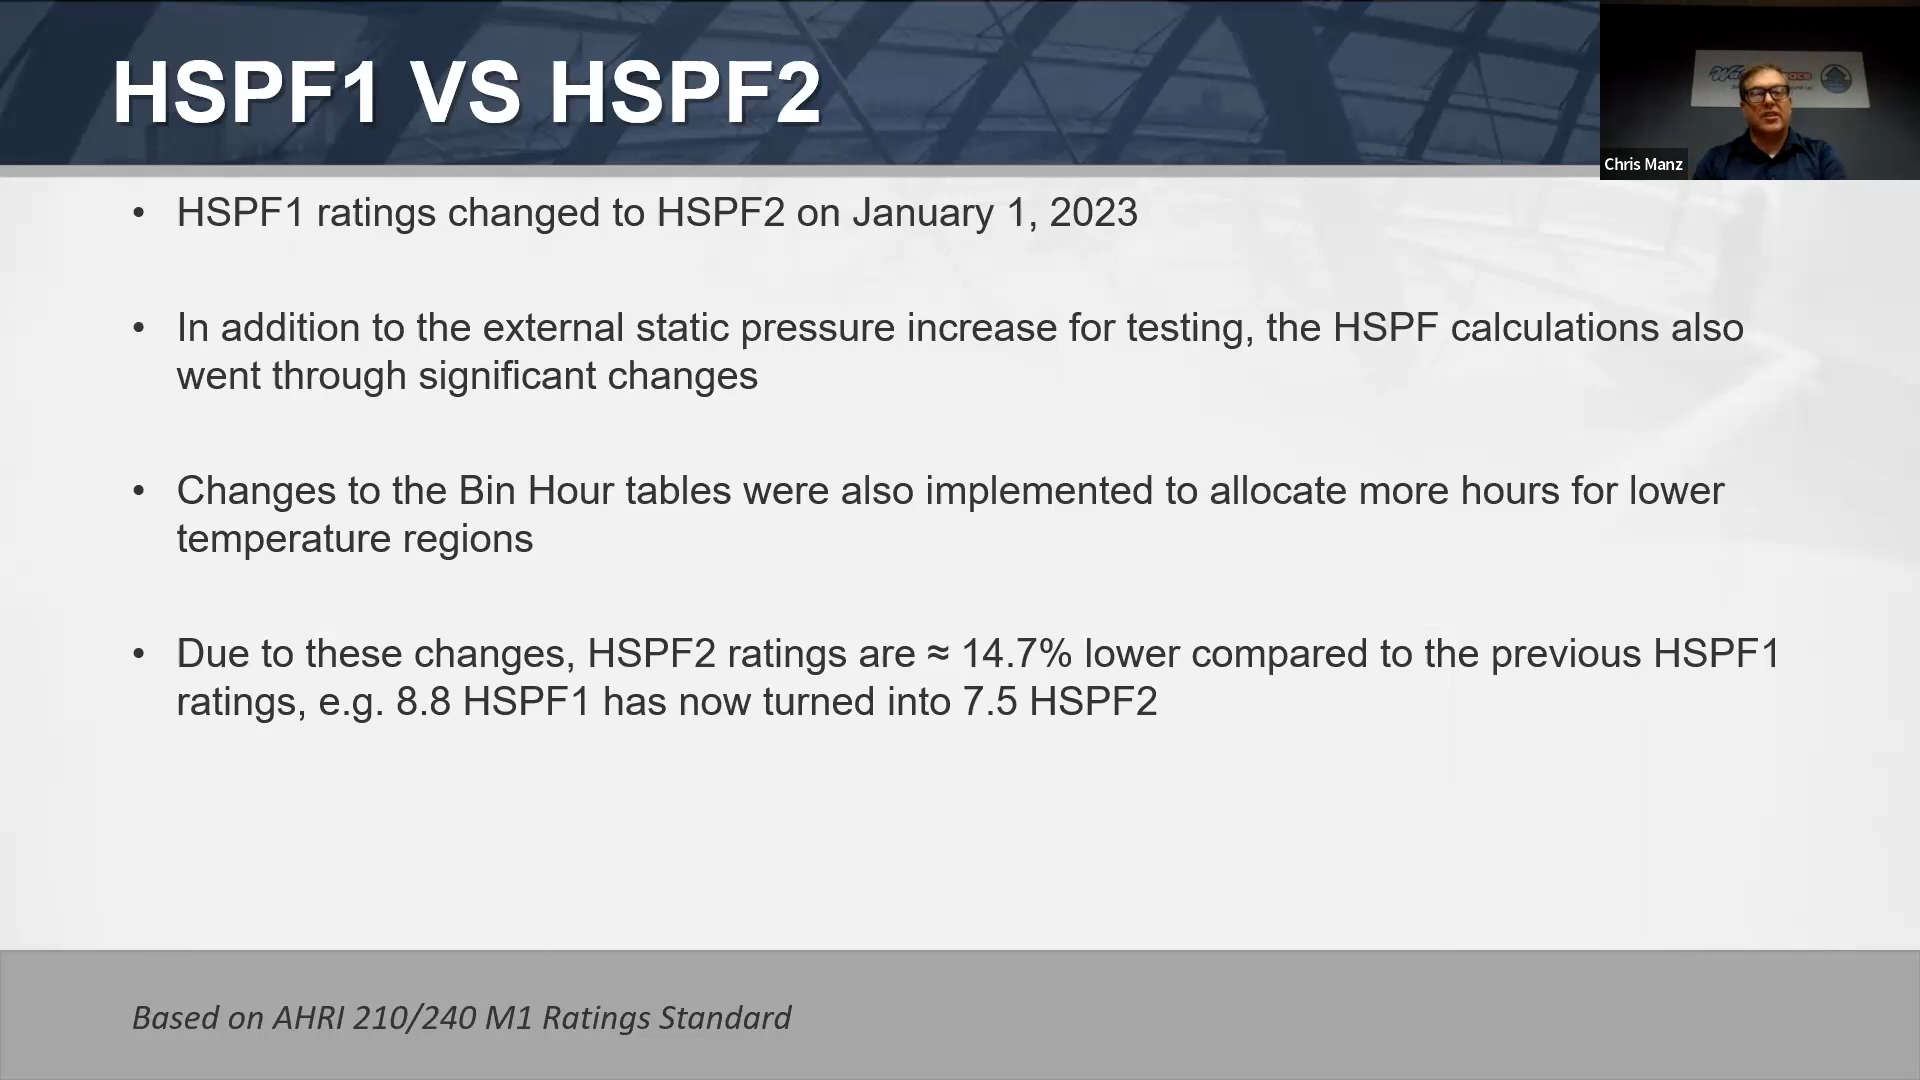 HSPF1 VS HSPF2
Chris Manz
• HSPF1 ratings changed to HSPF2 on January 1, 2023
• In addition to the external static pressure increase for testing, the HSPF calculations also
went through significant changes
• Changes to the Bin Hour tables were also implemented to allocate more hours for lower
temperature regions
• Due to these changes, HSPF2 ratings are ≈ 14.7% lower compared to the previous HSPF1
ratings, e.g. 8.8 HSPF1 has now turned into 7.5 HSPF2
Based on AHRI 210/240 M1 Ratings Standard